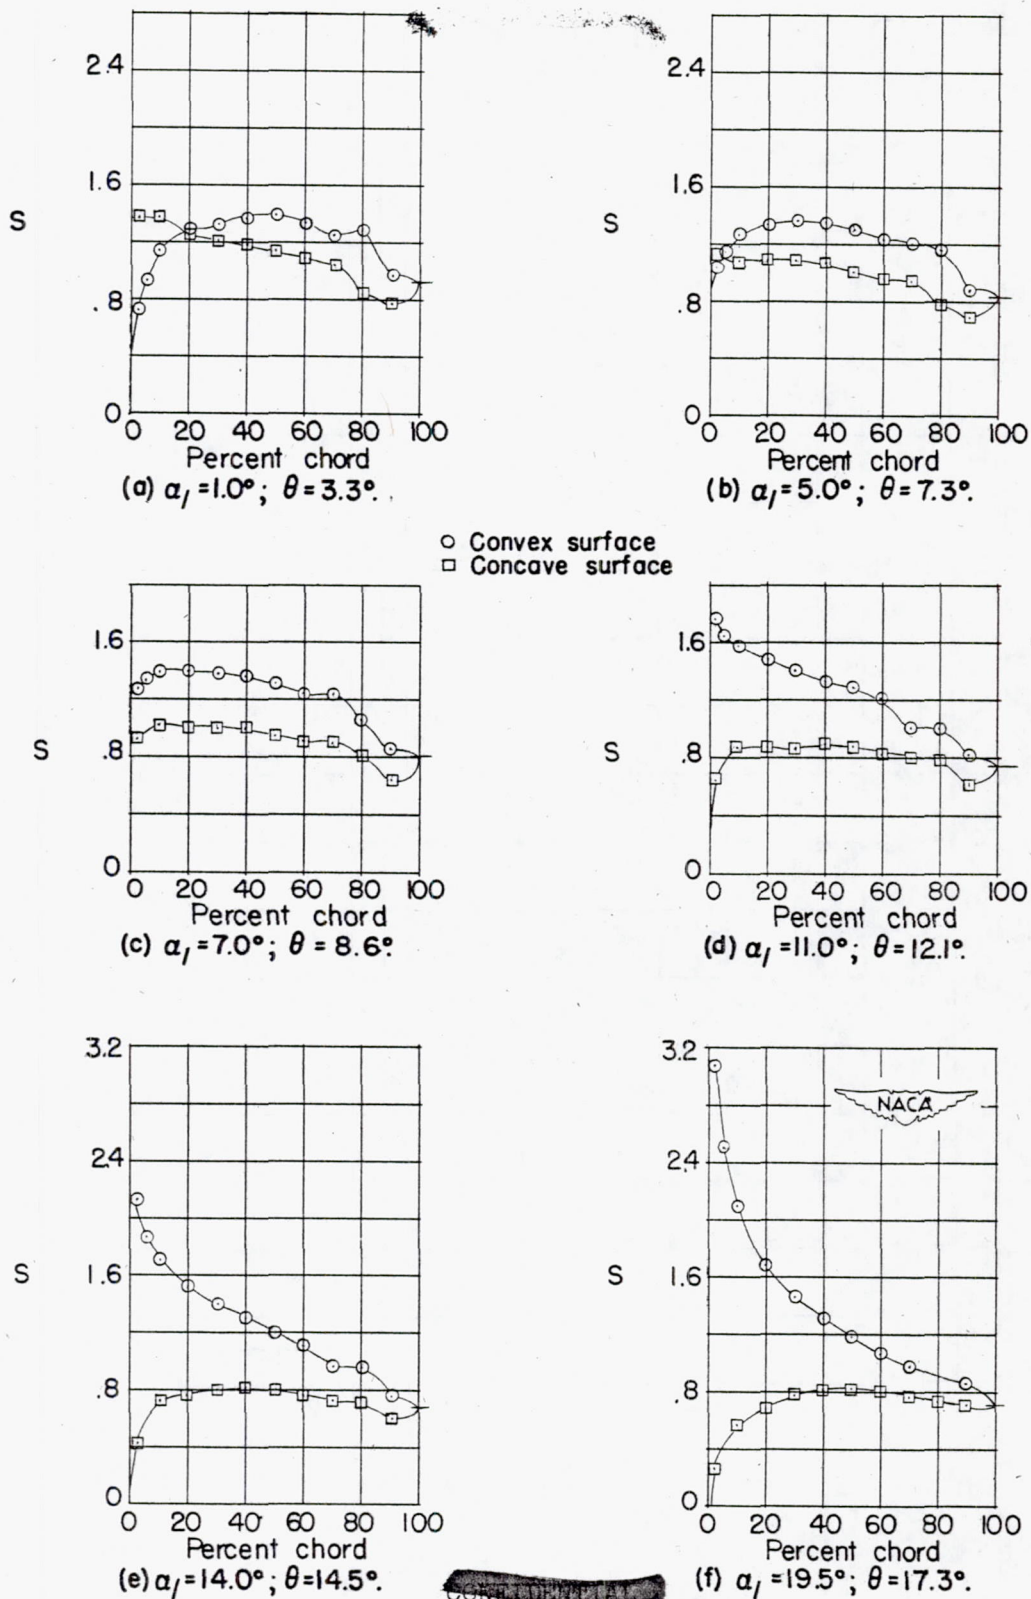 2.4
1.6
S
.8
0
0 20 40 60 80 100
Percent chord
(a) α₁ = 1.0°; θ = 3.3°.
2.4
1.6
S
.8
0
0 20 40 60 80 100
Percent chord
(b) α₁ = 5.0°; θ = 7.3°.
Convex surface
Concave surface
1.6
S
.8
0
0 20 40 60 80 100
Percent chord
(c) α₁ = 7.0°; θ = 8.6°.
1.6
S
.8
0
0 20 40 60 80 100
Percent chord
(d) α₁ = 11.0°; θ = 12.1°.
3.2
2.4
1.6
S
.8
0
0 20 40 60 80 100
Percent chord
(e) α₁ = 14.0°; θ = 14.5°.
3.2
NACA
2.4
1.6
S
.8
0
0 20 40 60 80 100
Percent chord
(f) α₁ = 19.5°; θ = 17.3°.